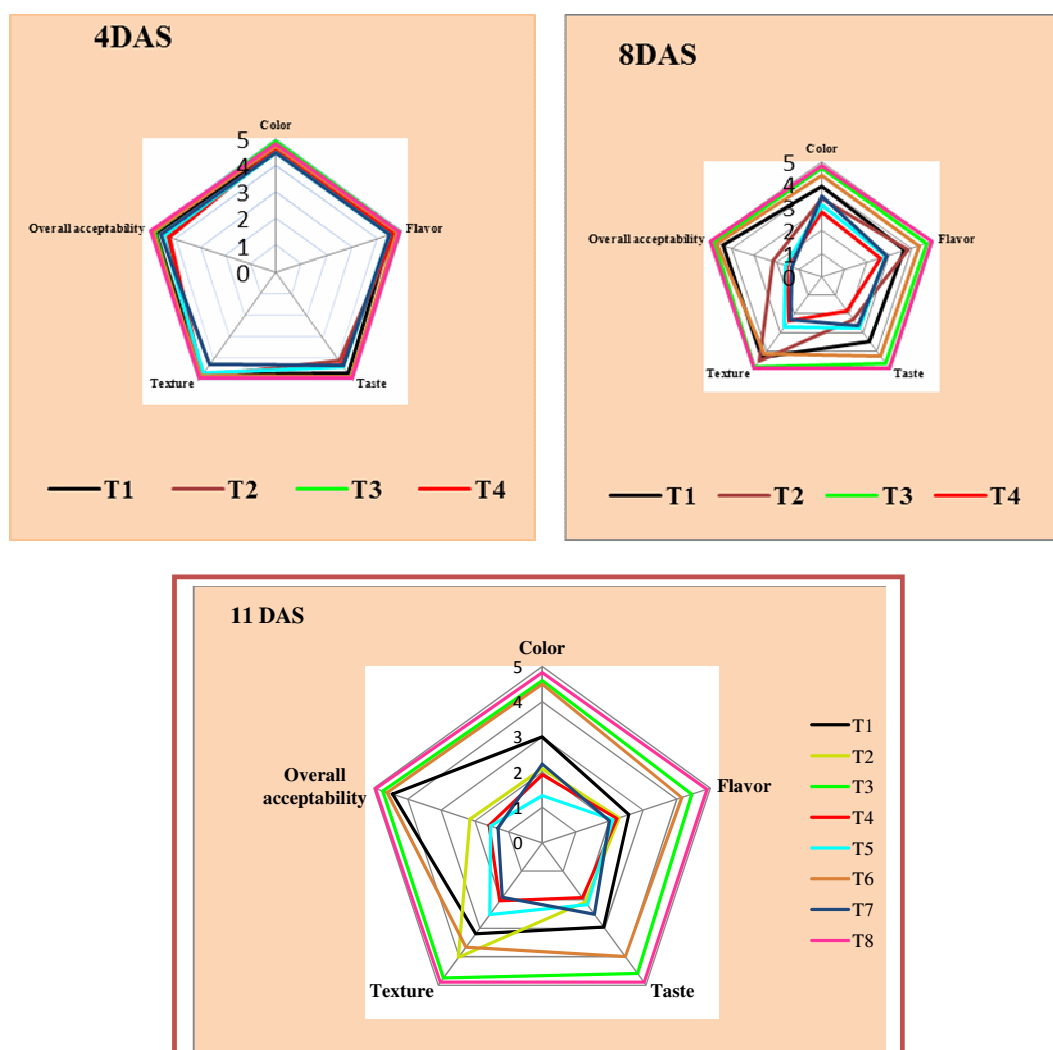 4DAS
Color
5
4
3
2
1
0
Overall acceptability
Flavor
Texture
Taste
T1 T2 T3 T4
8DAS
Color
5
4
3
2
1
0
Overall acceptability
Flavor
Texture
Taste
T1 T2 T3 T4
11 DAS
Color
5
4
3
2
1
0
Overall
acceptability
Flavor
Texture
Taste
T1
T2
T3
T4
T5
T6
T7
T8